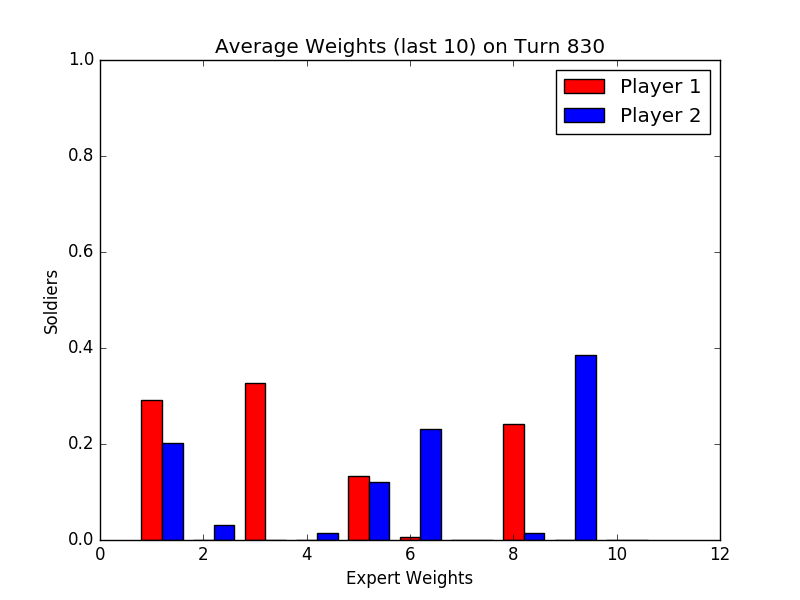 Average Weights (last 10) on Turn 830
1.0
Player 1
Player 2
0.8
0.6
0.4
0.2
0.0
Soldiers
0 2 4 6 8 10 12
Expert Weights